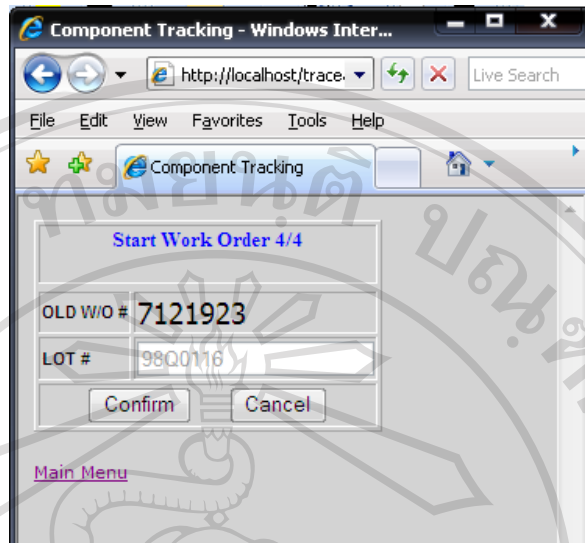 Component Tracking - Windows Inter...
http://localhost/trace
Live Search
File Edit View Favorites Tools Help
Component Tracking
Start Work Order 4/4
OLD W/O # 7121923
LOT # 98Q0116
Confirm Cancel
Main Menu